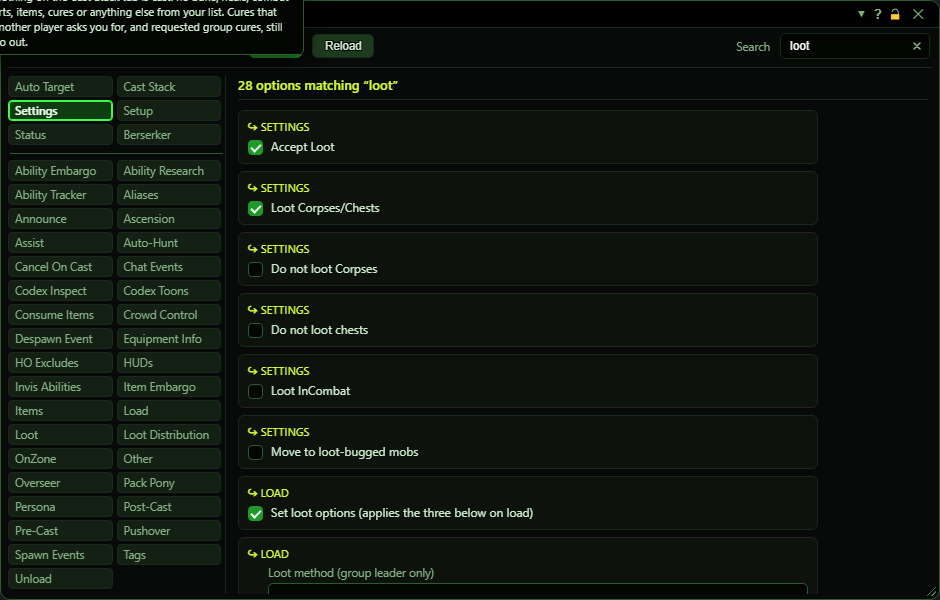 rts, items, cures or anything else from your list. Cures that
nother player asks you for, and requested group cures, still
o out.
Reload
Search
loot
Auto Target
Cast Stack
Settings
Setup
Status
Berserker
Ability Embargo
Ability Research
Ability Tracker
Aliases
Announce
Ascension
Assist
Auto-Hunt
Cancel On Cast
Chat Events
Codex Inspect
Codex Toons
Consume Items
Crowd Control
Despawn Event
Equipment Info
HO Excludes
HUDs
Invis Abilities
Item Embargo
Items
Load
Loot
Loot Distribution
OnZone
Other
Overseer
Pack Pony
Persona
Post-Cast
Pre-Cast
Pushover
Spawn Events
Tags
Unload
28 options matching “loot”
SETTINGS
Accept Loot
SETTINGS
Loot Corpses/Chests
SETTINGS
Do not loot Corpses
SETTINGS
Do not loot chests
SETTINGS
Loot InCombat
SETTINGS
Move to loot-bugged mobs
LOAD
Set loot options (applies the three below on load)
LOAD
Loot method (group leader only)